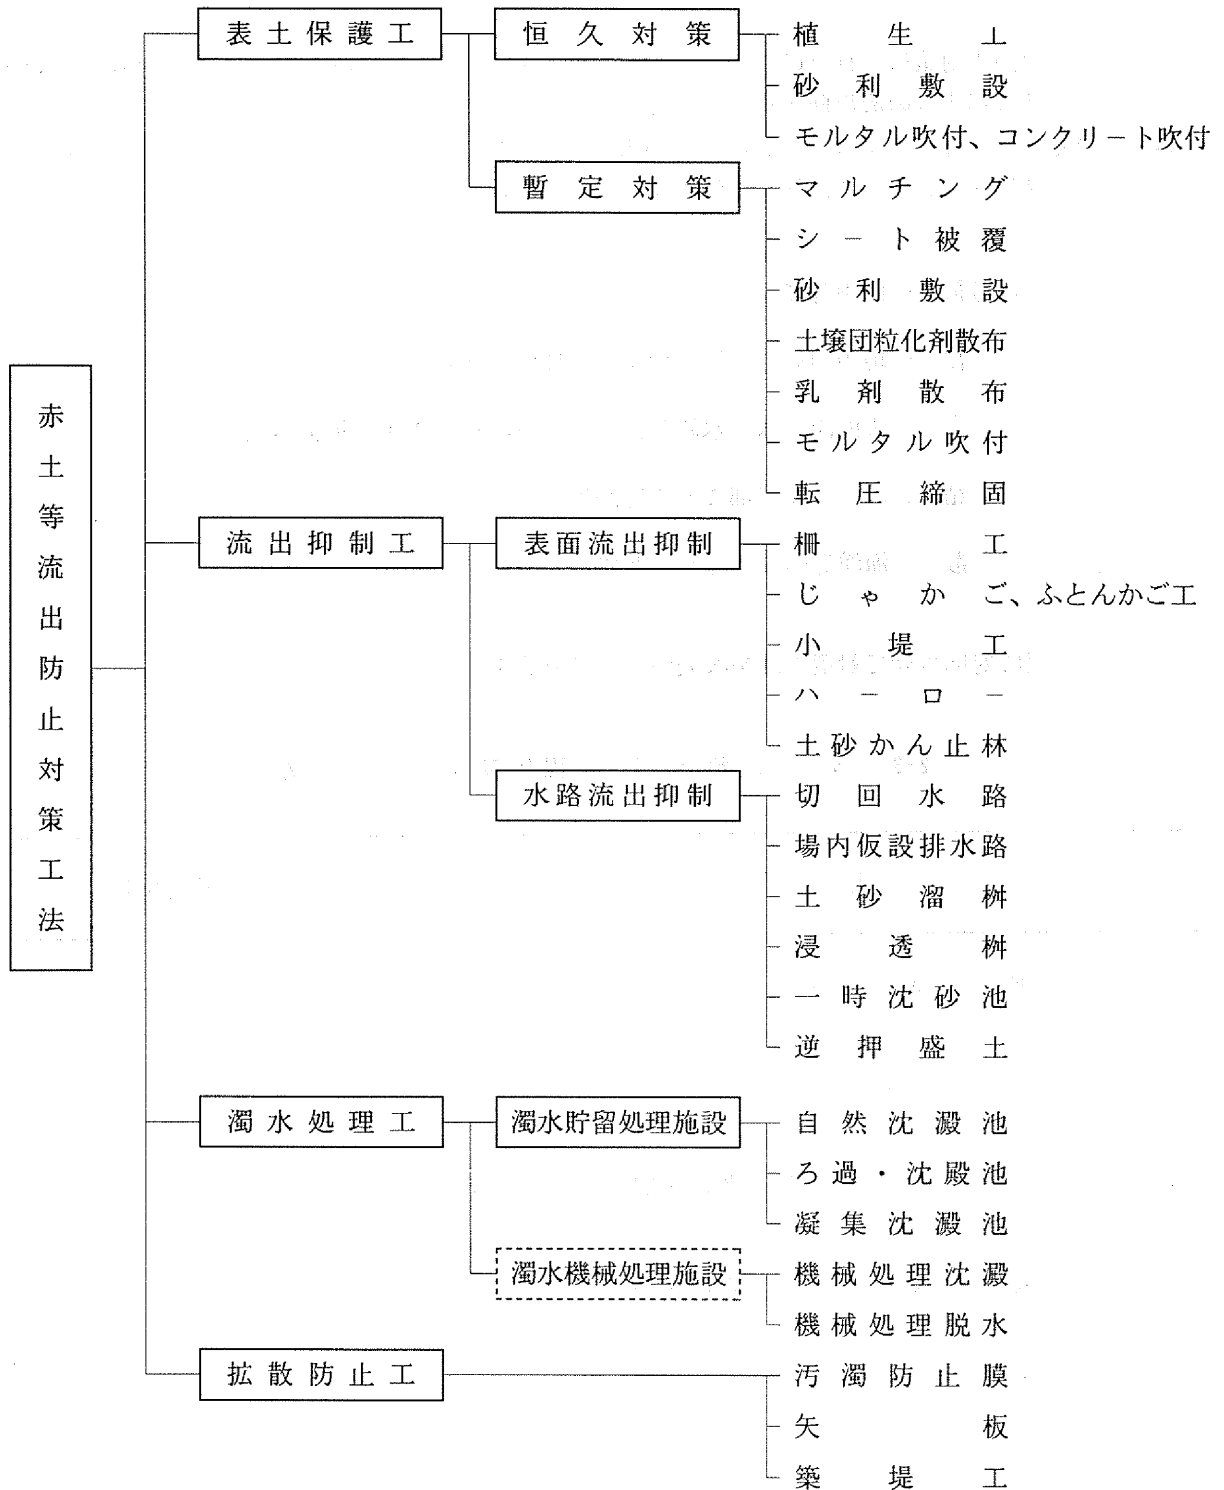 表土保護工 恒久対策 植生工
砂利敷設
モルタル吹付、コンクリート吹付
暫定対策 マルチング
シート被覆
砂利敷設
土壌団粒化剤散布
乳剤散布
モルタル吹付
転圧締固
赤土等流出防止対策工法
流出抑制工 表面流出抑制 柵工
じゃかご、ふとんかご工
小堤工
ハーロー
土砂かん止林
水路流出抑制 切回水路
場内仮設排水路
土砂溜桝
浸透桝
一時沈砂池
逆押盛土
濁水処理工 濁水貯留処理施設 自然沈澱池
ろ過・沈殿池
凝集沈澱池
濁水機械処理施設 機械処理沈澱
機械処理脱水
拡散防止工 汚濁防止膜
矢板
築堤工